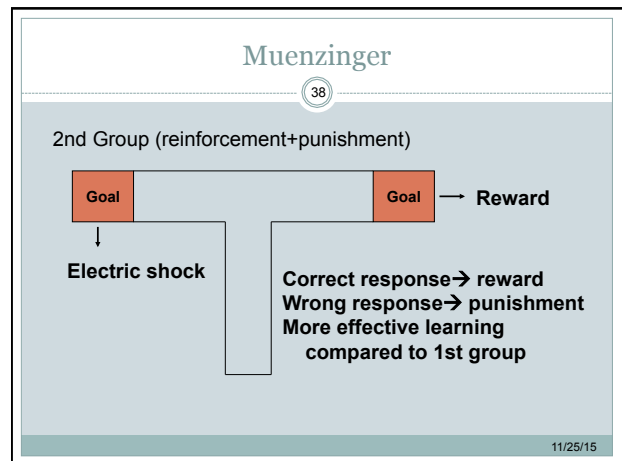 Muenzinger
38
2nd Group (reinforcement+punishment)
Goal
Goal → Reward
Electric shock
Correct response→ reward
Wrong response→ punishment
More effective learning
compared to 1st group
11/25/15